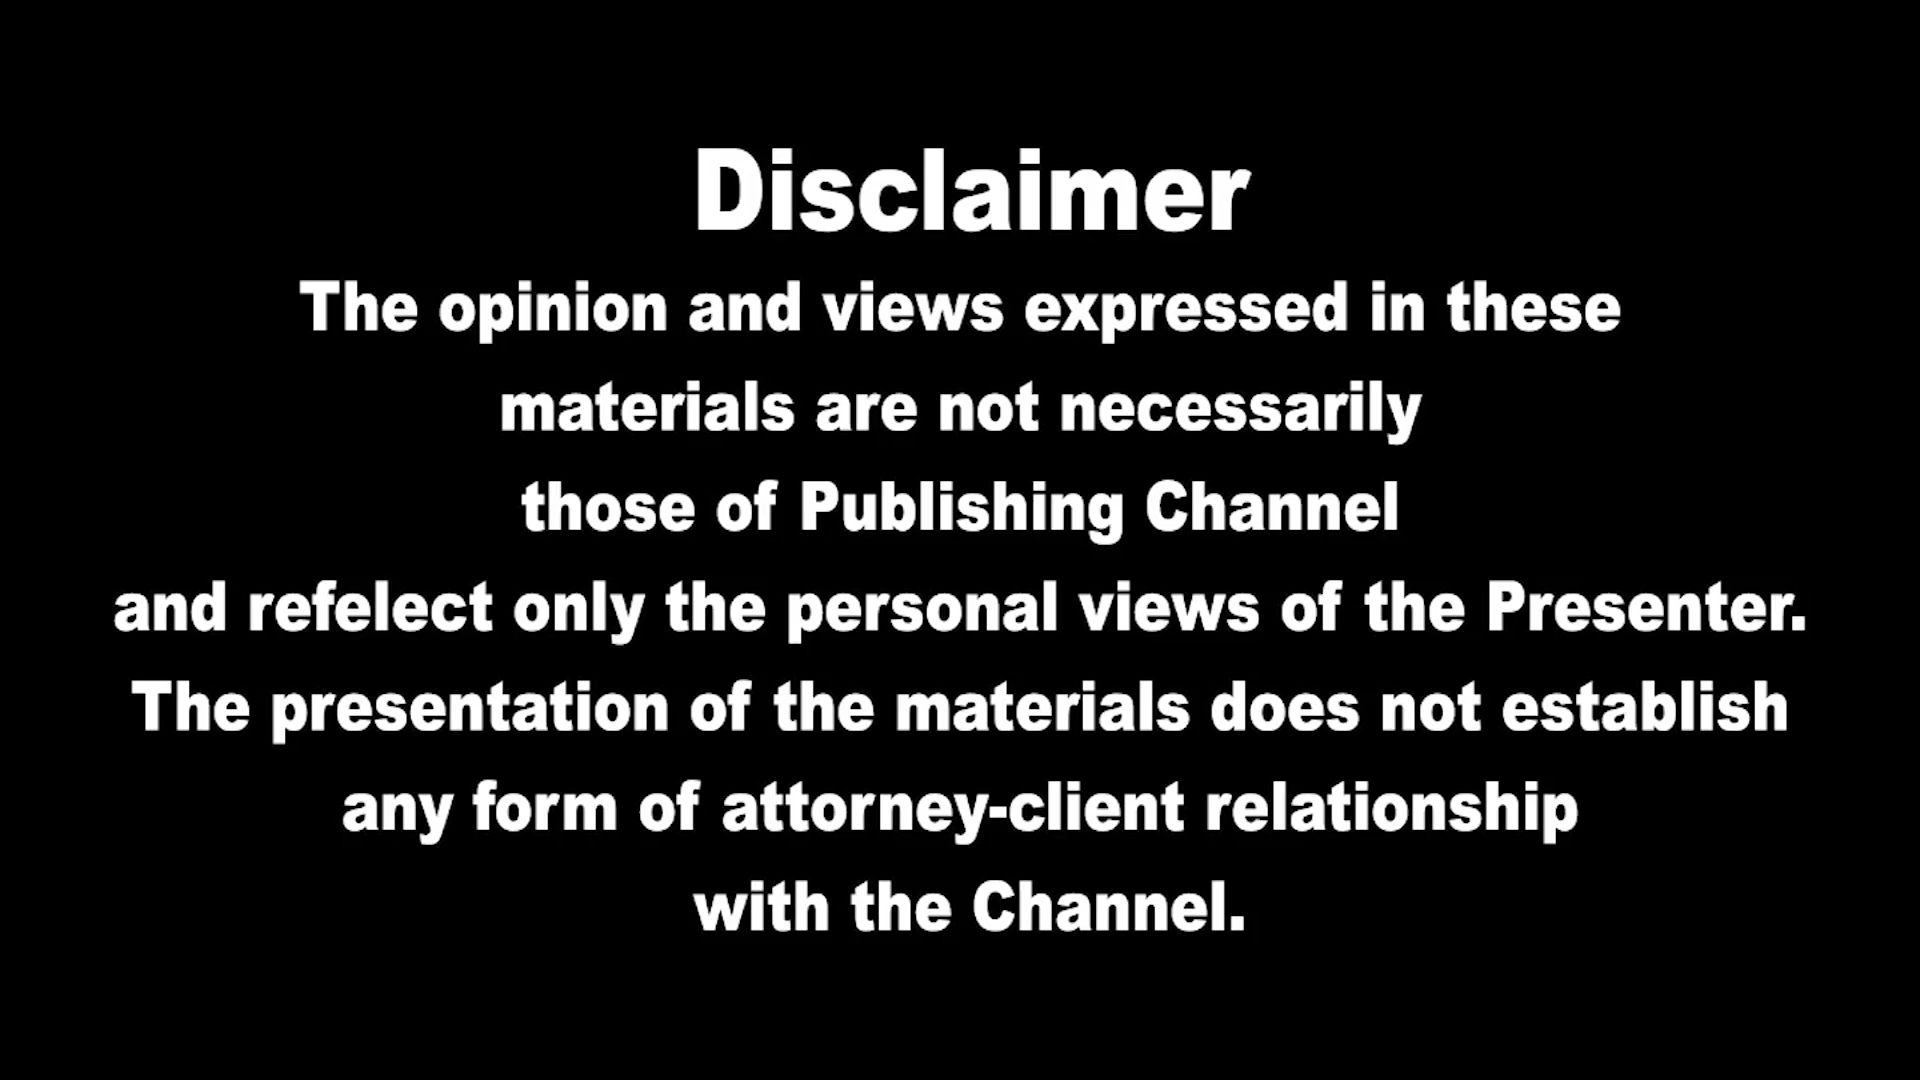 Disclaimer
The opinion and views expressed in these
materials are not necessarily
those of Publishing Channel
and refelect only the personal views of the Presenter.
The presentation of the materials does not establish
any form of attorney-client relationship
with the Channel.